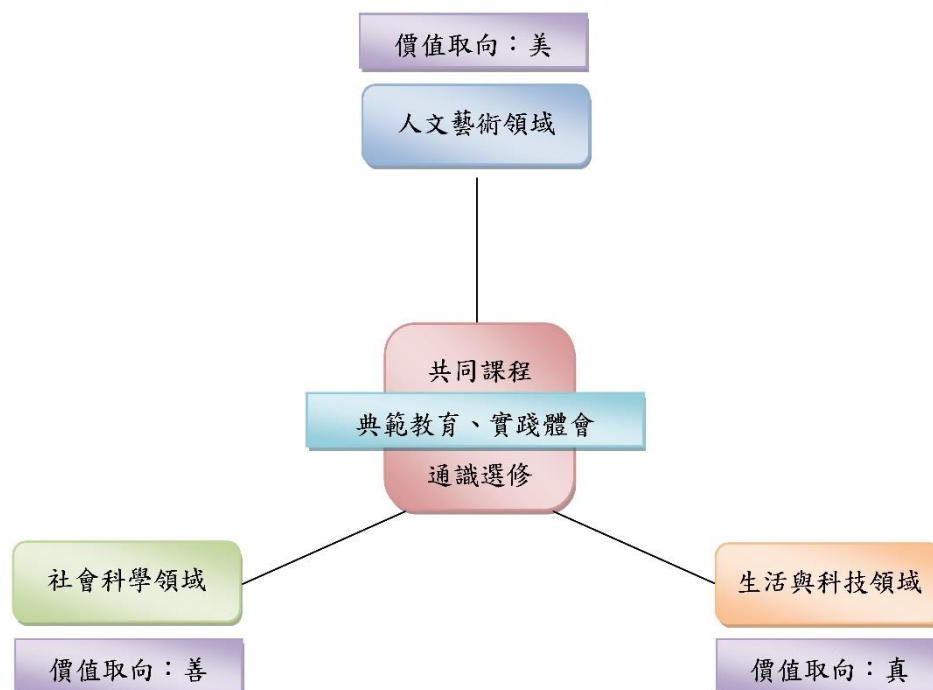 價值取向：美
人文藝術領域
共同課程
典範教育、實踐體會
通識選修
社會科學領域
生活與科技領域
價值取向：善
價值取向：真